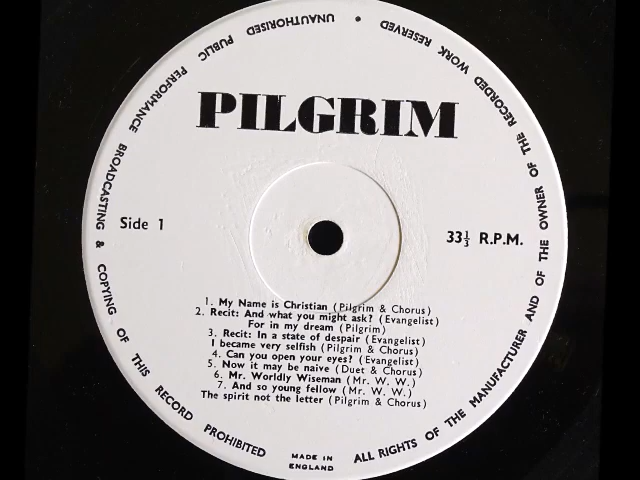 PILGRIM
Side 1
33⅓ R.P.M.
1. My Name is Christian (Pilgrim & Chorus)
2. Recit: And what you might ask? (Evangelist)
For in my dream (Pilgrim)
3. Recit: In a state of despair (Evangelist)
I became very selfish (Pilgrim & Chorus)
4. Can you open your eyes? (Evangelist)
5. Now it may be naive (Duet & Chorus)
6. Mr. Worldly Wiseman (Mr. W. W.)
7. And so young fellow (Mr. W. W.)
The spirit not the letter (Pilgrim & Chorus)
MADE IN
ENGLAND
ALL RIGHTS OF THE MANUFACTURER AND OF THE OWNER OF THE RECORDED WORK RESERVED • UNAUTHORISED PUBLIC PERFORMANCE BROADCASTING & COPYING OF THIS RECORD PROHIBITED